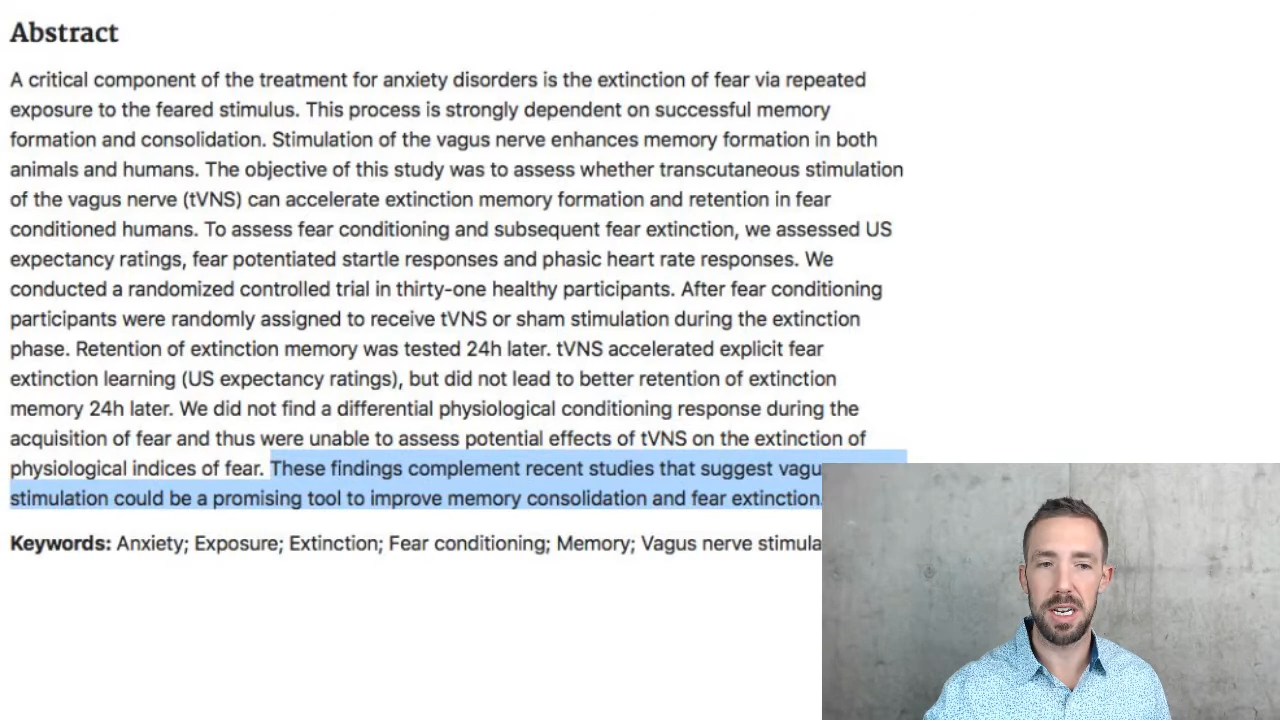 Abstract
A critical component of the treatment for anxiety disorders is the extinction of fear via repeated
exposure to the feared stimulus. This process is strongly dependent on successful memory
formation and consolidation. Stimulation of the vagus nerve enhances memory formation in both
animals and humans. The objective of this study was to assess whether transcutaneous stimulation
of the vagus nerve (tVNS) can accelerate extinction memory formation and retention in fear
conditioned humans. To assess fear conditioning and subsequent fear extinction, we assessed US
expectancy ratings, fear potentiated startle responses and phasic heart rate responses. We
conducted a randomized controlled trial in thirty-one healthy participants. After fear conditioning
participants were randomly assigned to receive tVNS or sham stimulation during the extinction
phase. Retention of extinction memory was tested 24h later. tVNS accelerated explicit fear
extinction learning (US expectancy ratings), but did not lead to better retention of extinction
memory 24h later. We did not find a differential physiological conditioning response during the
acquisition of fear and thus were unable to assess potential effects of tVNS on the extinction of
physiological indices of fear. These findings complement recent studies that suggest vagu
stimulation could be a promising tool to improve memory consolidation and fear extinction.
Keywords: Anxiety; Exposure; Extinction; Fear conditioning; Memory; Vagus nerve stimula